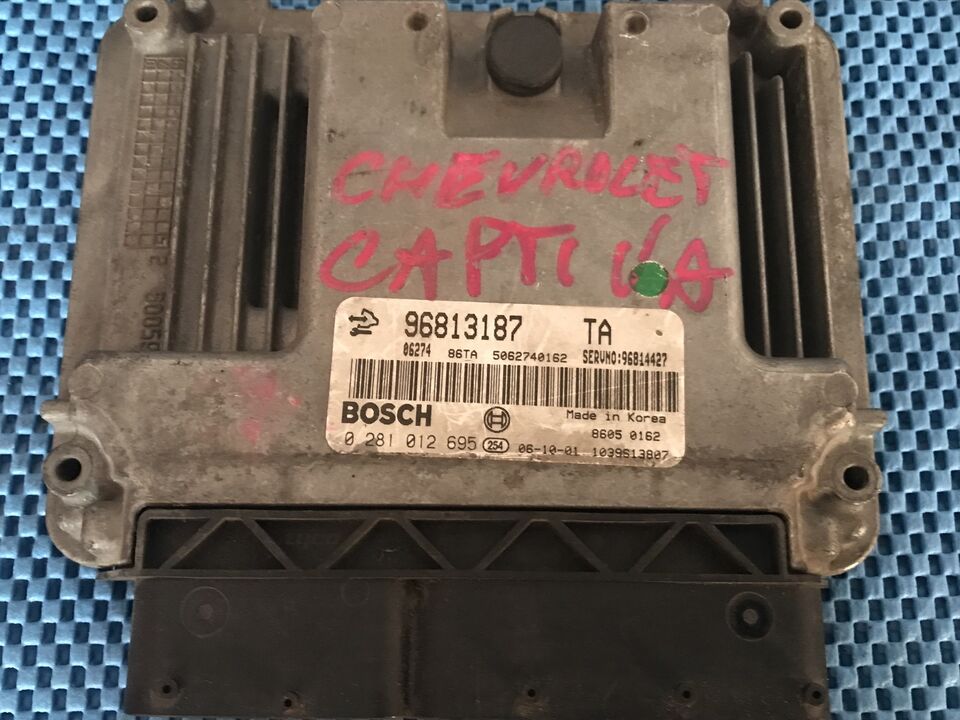 CHEVROLET
CAPTIVA
96813187 TA
06274 86TA 5062740162 SERVNO:96814427
BOSCH Made in Korea
8605 0162
0 281 012 695 254 06-10-01 1039S13807